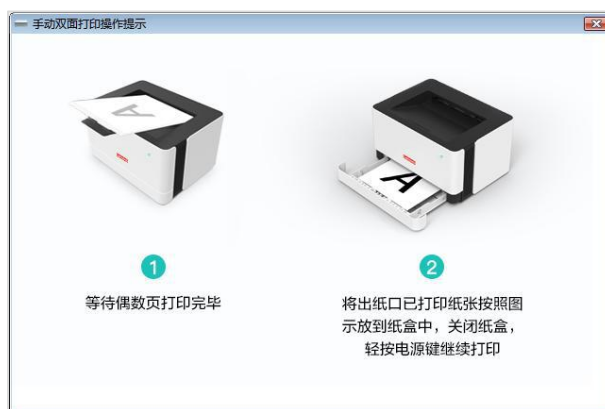 手动双面打印操作提示
A
A
1
2
等待偶数页打印完毕
将出纸口已打印纸张按照图
示放到纸盒中，关闭纸盒，
轻按电源键继续打印